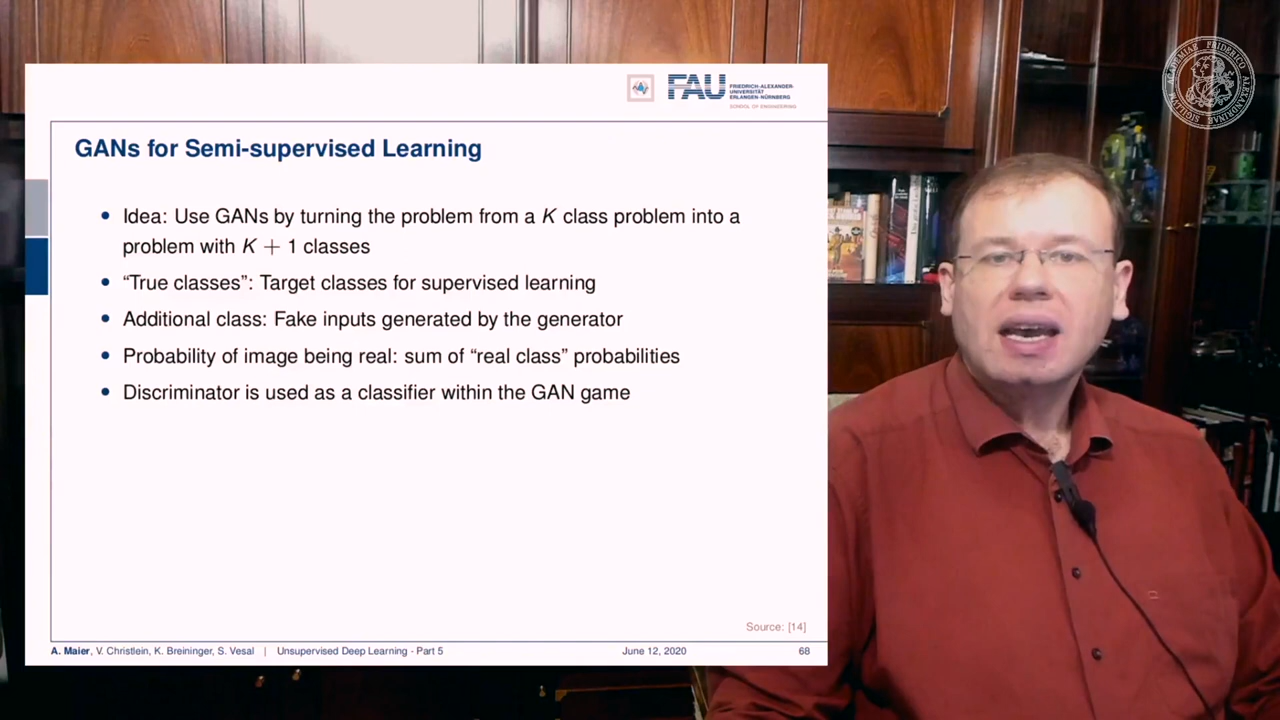 FAU
FRIEDRICH-ALEXANDER-
UNIVERSITÄT
ERLANGEN-NÜRNBERG
SCHOOL OF ENGINEERING
GANs for Semi-supervised Learning
• Idea: Use GANs by turning the problem from a K class problem into a
problem with K + 1 classes
• “True classes”: Target classes for supervised learning
• Additional class: Fake inputs generated by the generator
• Probability of image being real: sum of “real class” probabilities
• Discriminator is used as a classifier within the GAN game
Source: [14]
A. Maier, V. Christlein, K. Breininger, S. Vesal | Unsupervised Deep Learning - Part 5 June 12, 2020 68